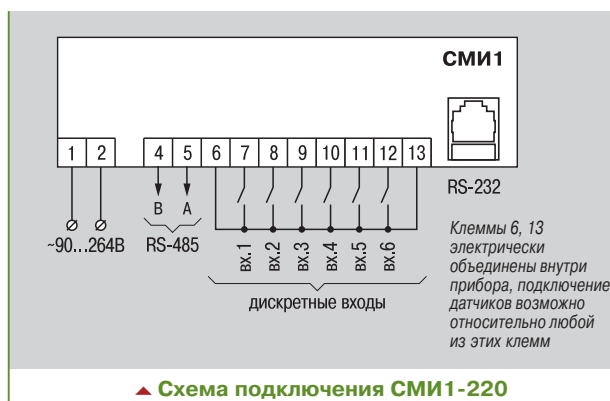 СМИ1
1 2 4 5 6 7 8 9 10 11 12 13
RS-232
B A
~90...264В RS-485
вх.1 вх.2 вх.3 вх.4 вх.5 вх.6
дискретные входы
Клеммы 6, 13
электрически
объединены внутри
прибора, подключение
датчиков возможно
относительно любой
из этих клемм
Схема подключения СМИ1-220